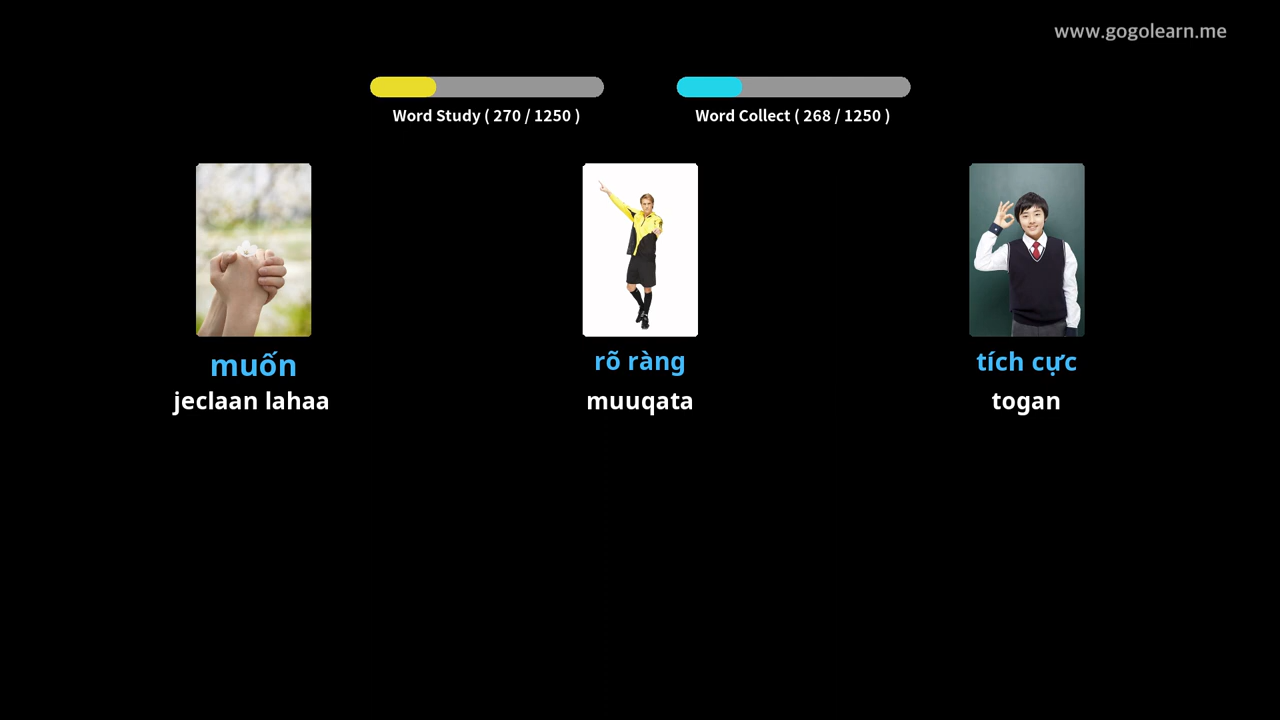 www.gogolearn.me
Word Study ( 270 / 1250 )
Word Collect ( 268 / 1250 )
muốn
jeclaan lahaa
rõ ràng
muuqata
tích cực
togan